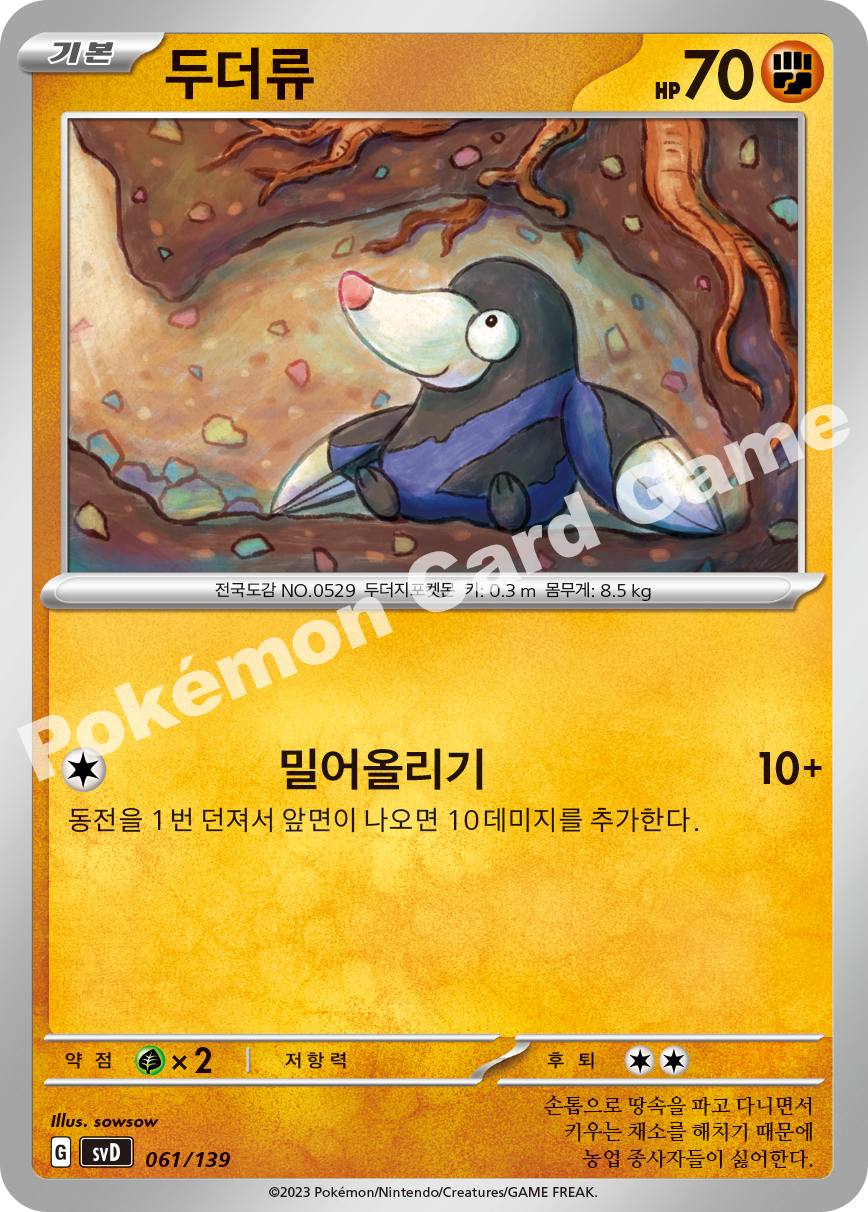 기본 두더류 HP 70
전국도감 NO.0529 두더지포켓몬 키: 0.3 m 몸무게: 8.5 kg
Pokémon Card Game
밀어올리기 10+
동전을 1번 던져서 앞면이 나오면 10데미지를 추가한다.
약점 ×2 저항력 후퇴
Illus. sowsow
G svD 061/139
손톱으로 땅속을 파고 다니면서
키우는 채소를 해치기 때문에
농업 종사자들이 싫어한다.
©2023 Pokémon/Nintendo/Creatures/GAME FREAK.